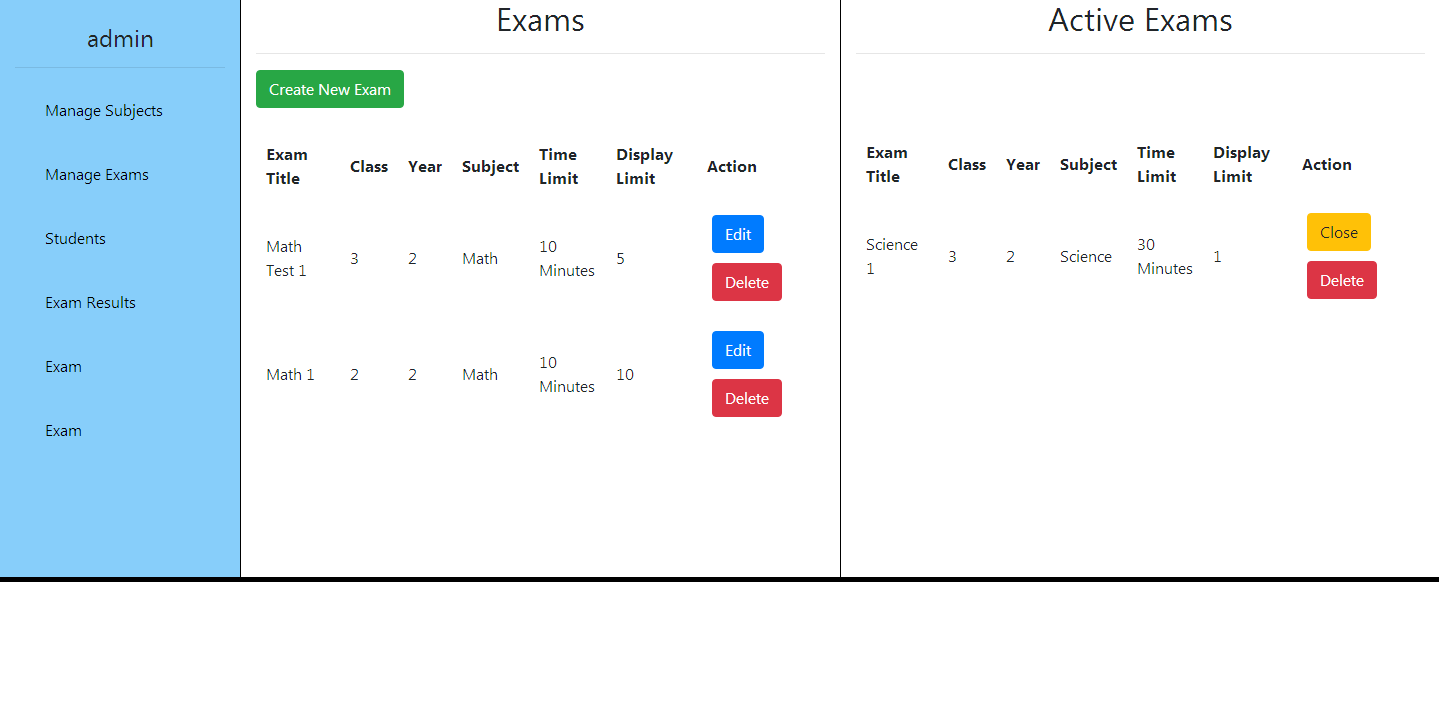 admin
Manage Subjects
Manage Exams
Students
Exam Results
Exam
Exam
Exams
Create New Exam
Exam Title Class Year Subject Time Limit Display Limit Action
Math Test 1 3 2 Math 10 Minutes 5 Edit Delete
Math 1 2 2 Math 10 Minutes 10 Edit Delete
Active Exams
Exam Title Class Year Subject Time Limit Display Limit Action
Science 1 3 2 Science 30 Minutes 1 Close Delete